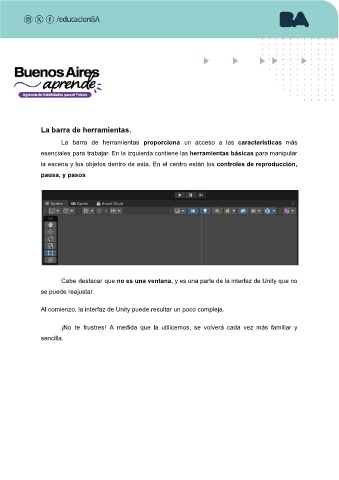 /educacionBA
BA
Buenos Aires
aprende
Agencia de Habilidades para el Futuro
La barra de herramientas.
La barra de herramientas proporciona un acceso a las características más
esenciales para trabajar. En la izquierda contiene las herramientas básicas para manipular
la escena y los objetos dentro de esta. En el centro están los controles de reproducción,
pausa, y pasos.
Scene Game Asset Store
Cabe destacar que no es una ventana, y es una parte de la interfaz de Unity que no
se puede reajustar.
Al comienzo, la interfaz de Unity puede resultar un poco compleja.
¡No te frustres! A medida que la utilicemos, se volverá cada vez más familiar y
sencilla.